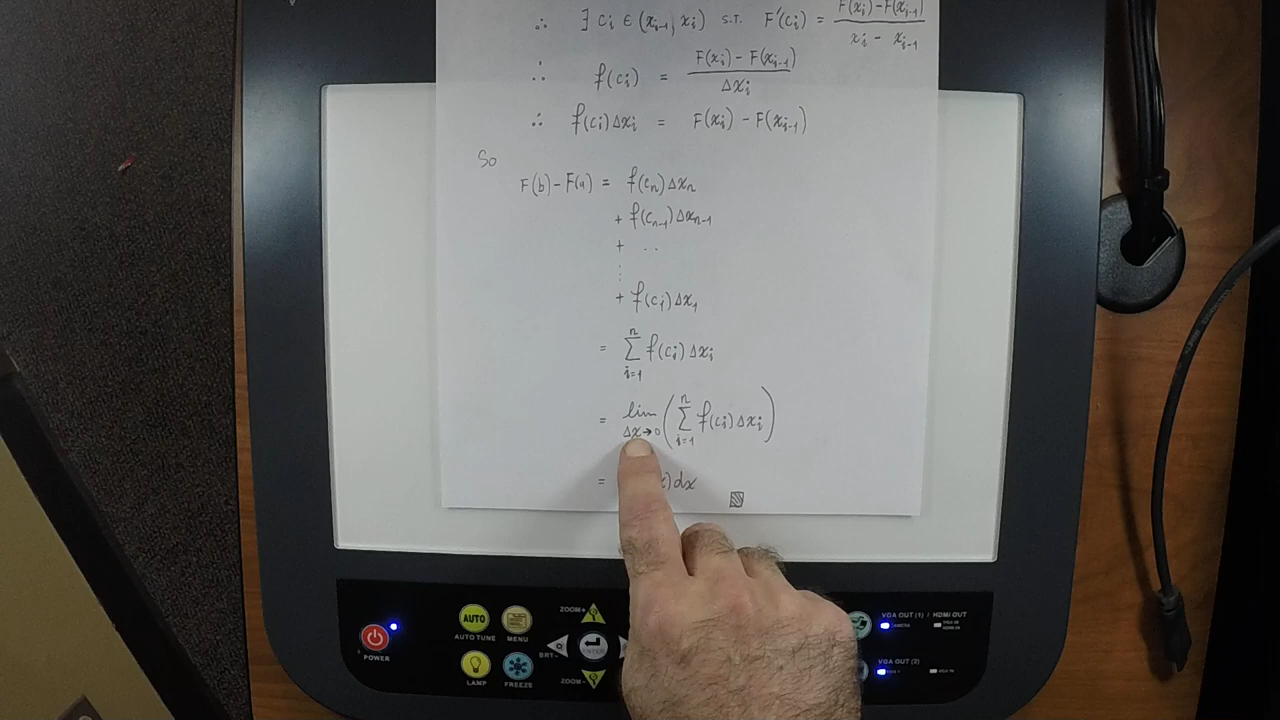 ∴ ∃ cᵢ ∈ (xᵢ₋₁, xᵢ) s.t. F'(cᵢ) = F(xᵢ) - F(xᵢ₋₁) / xᵢ - xᵢ₋₁
∴ f(cᵢ) = F(xᵢ) - F(xᵢ₋₁) / Δxᵢ
∴ f(cᵢ)Δxᵢ = F(xᵢ) - F(xᵢ₋₁)
So
F(b) - F(a) = f(cₙ)Δxₙ
+ f(cₙ₋₁)Δxₙ₋₁
+ ..
⋮
+ f(c₁)Δx₁
= ∑ᵢ₌₁ⁿ f(cᵢ)Δxᵢ
= lim Δx→0 (∑ᵢ₌₁ⁿ f(cᵢ)Δxᵢ)
= x)dx
POWER
AUTO
AUTO TUNE
MENU
LAMP
FREEZE
ZOOM+
BRT-
ENTER
ZOOM-
VGA OUT (1) / HDMI OUT
VGA OUT (2)